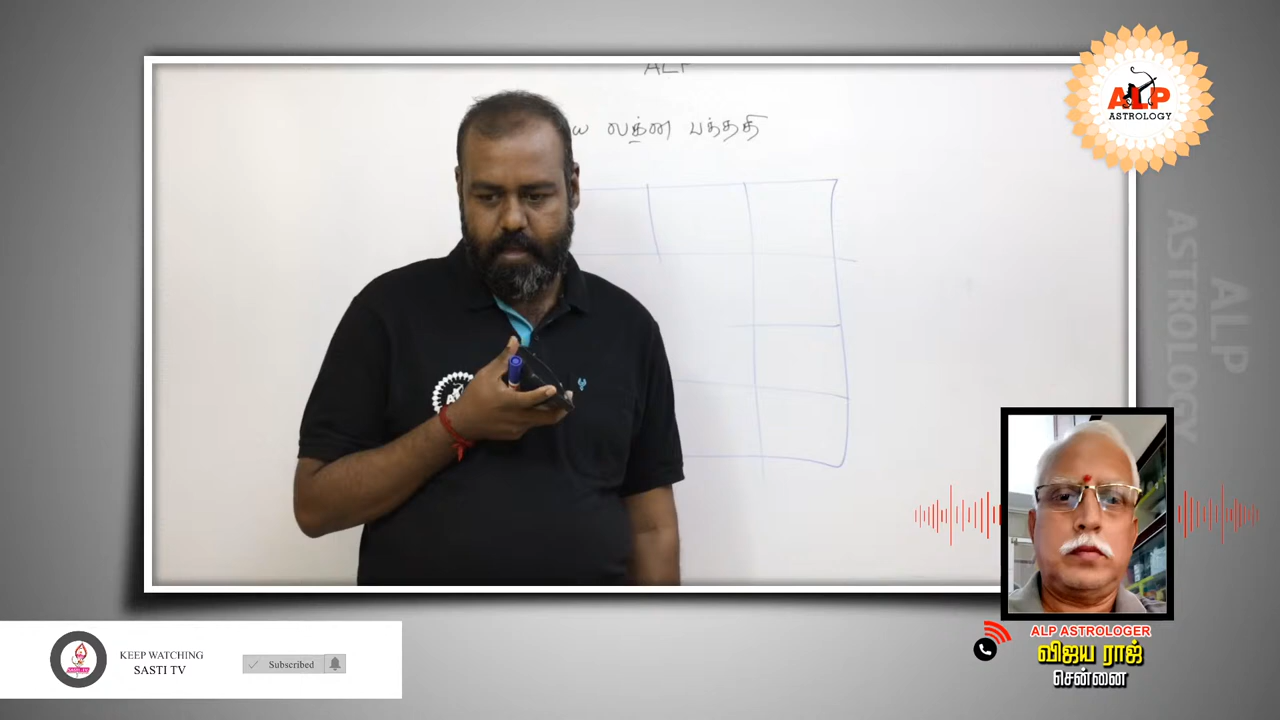 ALP
ய லக்ன பத்ததி
ALP
ASTROLOGY
ALP
ASTROLOGY
ALP ASTROLOGER
விஜய ராஜ்
சென்னை
KEEP WATCHING
SASTI TV
Subscribed